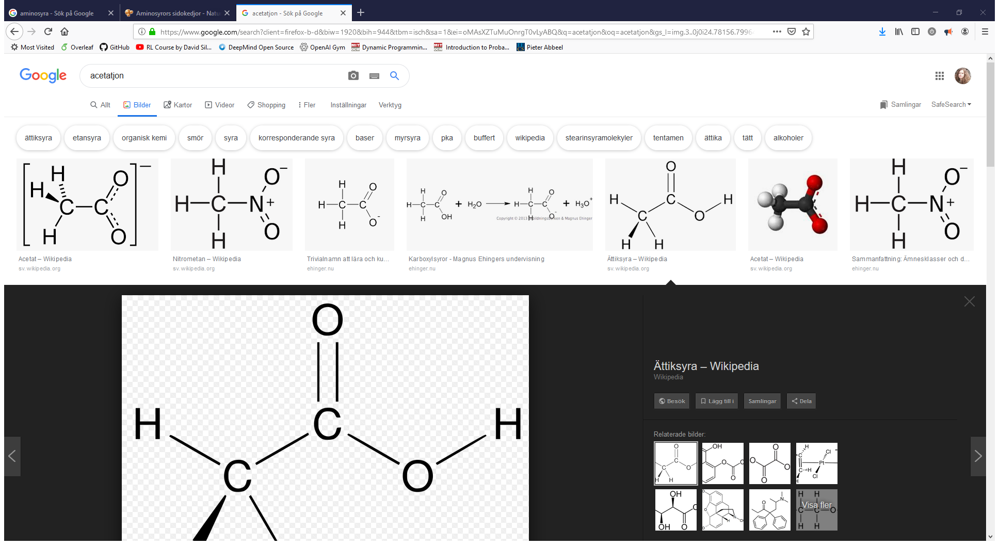 aminosyra - Sök på Google
Aminosyrors sidokedjor - Natu
acetatjon - Sök på Google
https://www.google.com/search?client=firefox-b-d&biw=1920&bih=944&tbm=isch&sa=1&ei=oMAsXZTuMuOnrgT0vLyABQ&q=acetatjon&oq=acetatjon&gs_l=img.3..0j0i24.78156.7996
Most Visited
Overleaf
GitHub
RL Course by David Sil...
DeepMind Open Source
OpenAI Gym
Dynamic Programmin...
Introduction to Proba...
Pieter Abbeel
Google
acetatjon
Allt
Bilder
Kartor
Videor
Shopping
Fler
Inställningar
Verktyg
Samlingar
SafeSearch
ättiksyra
etansyra
organisk kemi
smör
syra
korresponderande syra
baser
myrsyra
pka
buffert
wikipedia
stearinsyramolekyler
tentamen
ättika
tätt
alkoholer
H
H
C
C
O
O
H
−
H
H
C
N
+
O−
O
H
H
H
C
C
O
O-
H
H
H
C
C
O
OH
H
+ H2O
H
H
C
C
O
O-
H
+ H3O+
Copyright © 2013
& Magnus Ehinger
O
H
C
H
C
O
H
H
H
H
C
N
+
O−
O
H
Acetat – Wikipedia
sv.wikipedia.org
Nitrometan – Wikipedia
sv.wikipedia.org
Trivialnamn att lära och ku...
ehinger.nu
Karboxylsyror - Magnus Ehingers undervisning
ehinger.nu
Ättiksyra – Wikipedia
sv.wikipedia.org
Acetat – Wikipedia
sv.wikipedia.org
Sammanfattning: Ämnesklasser och d...
ehinger.nu
O
H
C
H
C
O
Ättiksyra – Wikipedia
Wikipedia
Besök
Lägg till i
Samlingar
Dela
Relaterade bilder:
O
C
C
O
H
H
OH
O
O
O
O
O
O
H
Cl
Pt
C
H
Cl
OH
OH
O
N
O
N
Visa fler
H
H
C
C
O
H
H